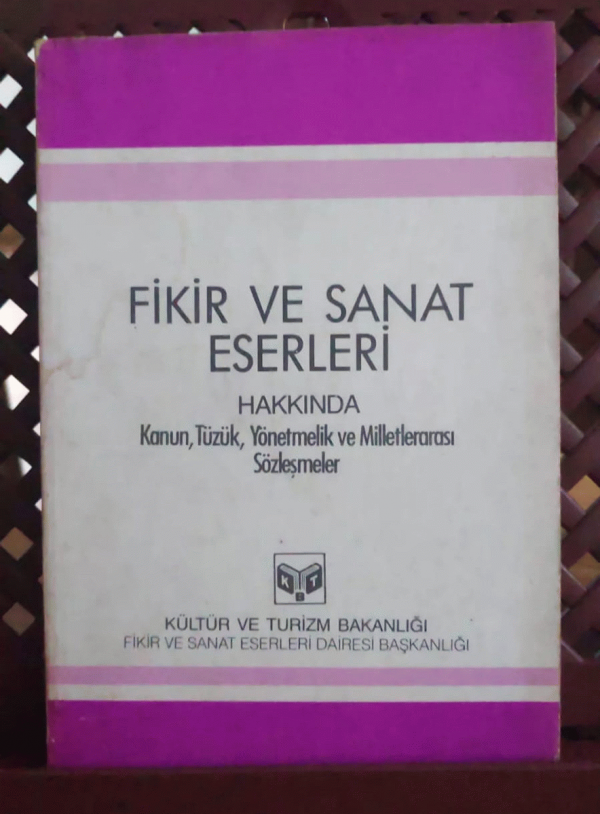 FİKİR VE SANAT
ESERLERİ
HAKKINDA
Kanun, Tüzük, Yönetmelik ve Milletlerarası
Sözleşmeler
K T
B
KÜLTÜR VE TURİZM BAKANLIĞI
FİKİR VE SANAT ESERLERİ DAİRESİ BAŞKANLIĞI